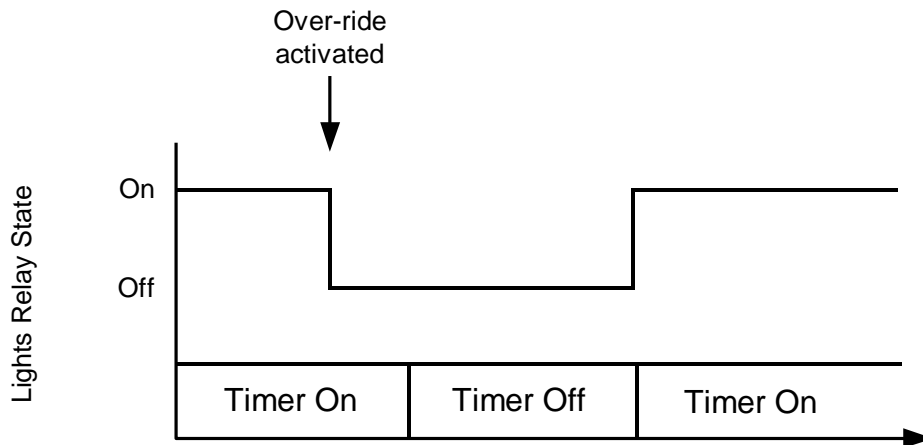 Over-ride
activated
On
Off
Lights Relay State
Timer On
Timer Off
Timer On